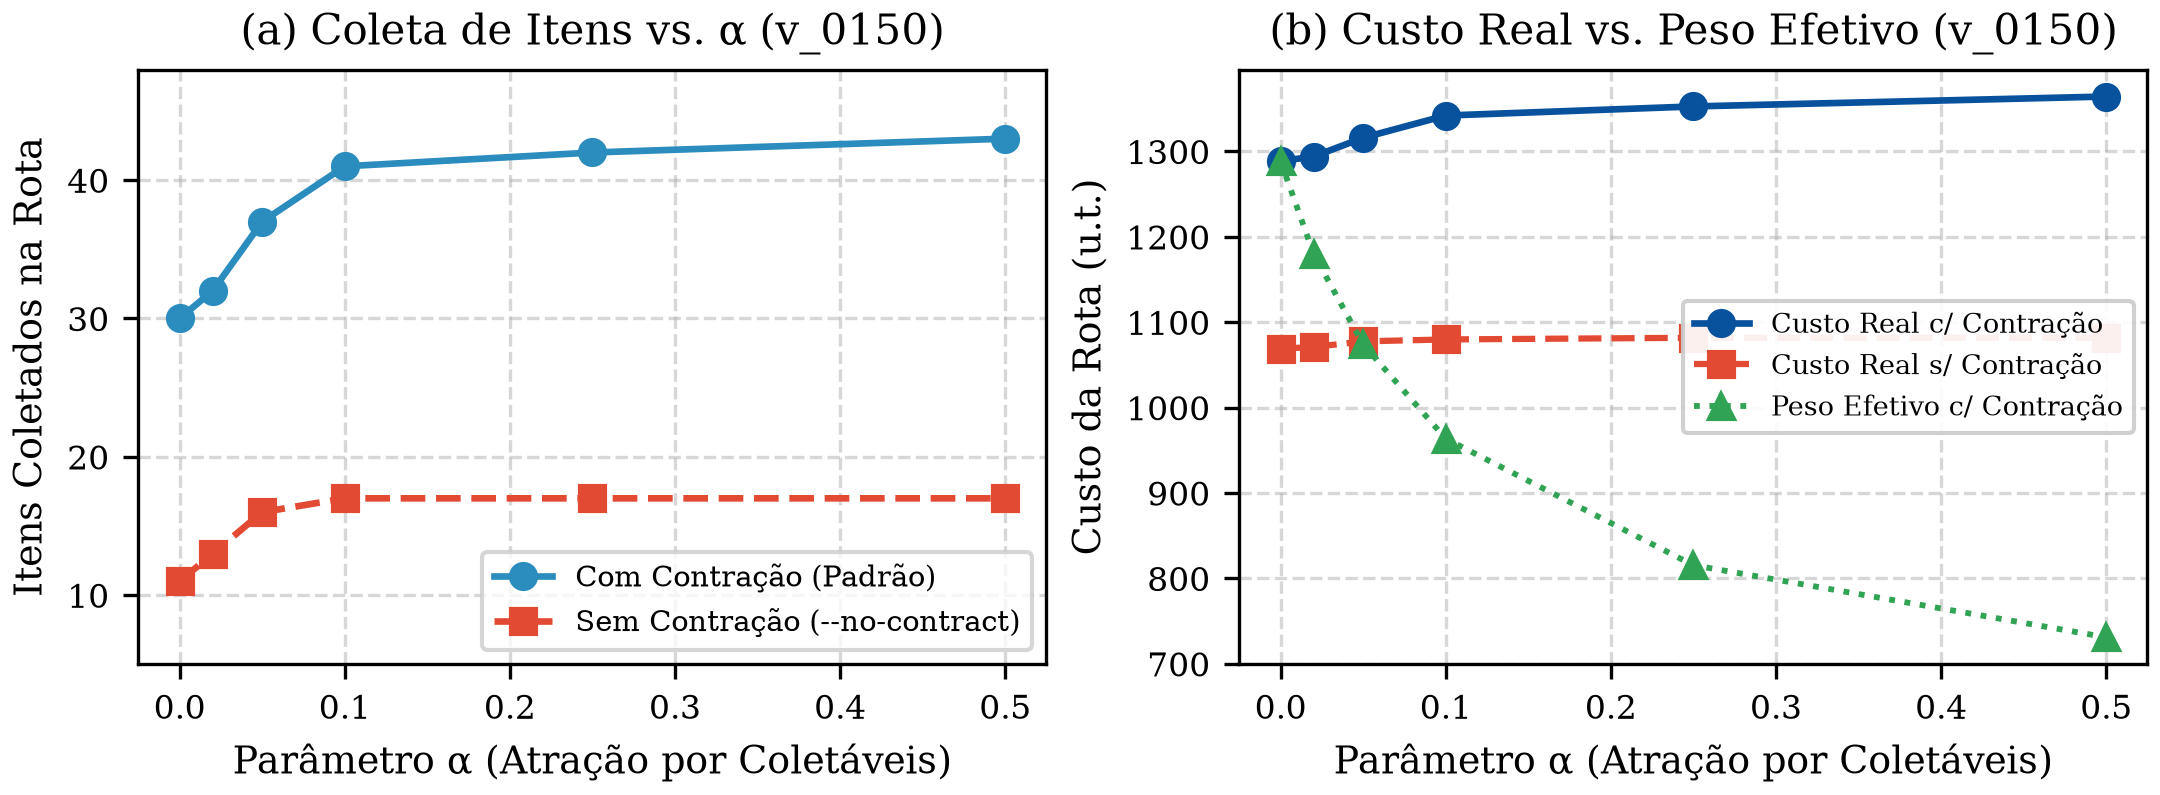 (a) Coleta de Itens vs. α (v_0150)
Itens Coletados na Rota
40
30
20
10
Com Contração (Padrão)
Sem Contração (--no-contract)
0.0 0.1 0.2 0.3 0.4 0.5
Parâmetro α (Atração por Coletáveis)
(b) Custo Real vs. Peso Efetivo (v_0150)
Custo da Rota (u.t.)
1300
1200
1100
1000
900
800
700
Custo Real c/ Contração
Custo Real s/ Contração
Peso Efetivo c/ Contração
0.0 0.1 0.2 0.3 0.4 0.5
Parâmetro α (Atração por Coletáveis)